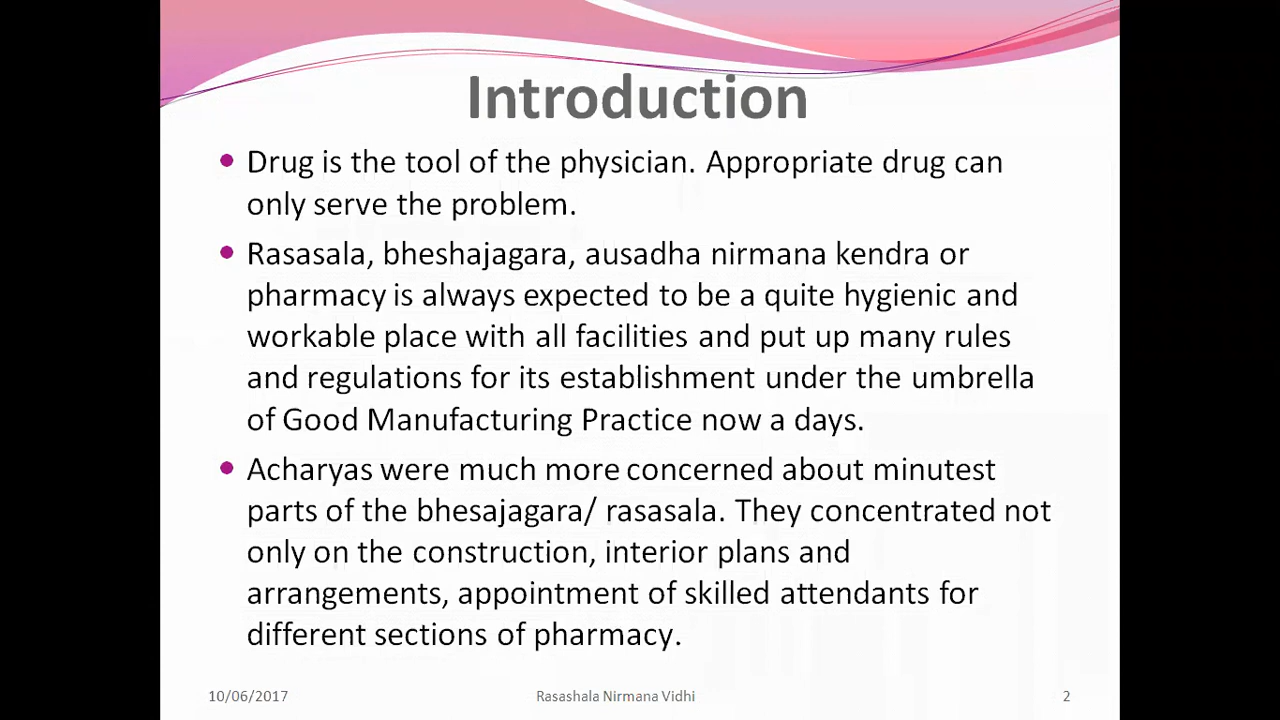 Introduction
Drug is the tool of the physician. Appropriate drug can
only serve the problem.
Rasasala, bheshajagara, ausadha nirmana kendra or
pharmacy is always expected to be a quite hygienic and
workable place with all facilities and put up many rules
and regulations for its establishment under the umbrella
of Good Manufacturing Practice now a days.
Acharyas were much more concerned about minutest
parts of the bhesajagara/ rasasala. They concentrated not
only on the construction, interior plans and
arrangements, appointment of skilled attendants for
different sections of pharmacy.
10/06/2017 Rasashala Nirmana Vidhi 2